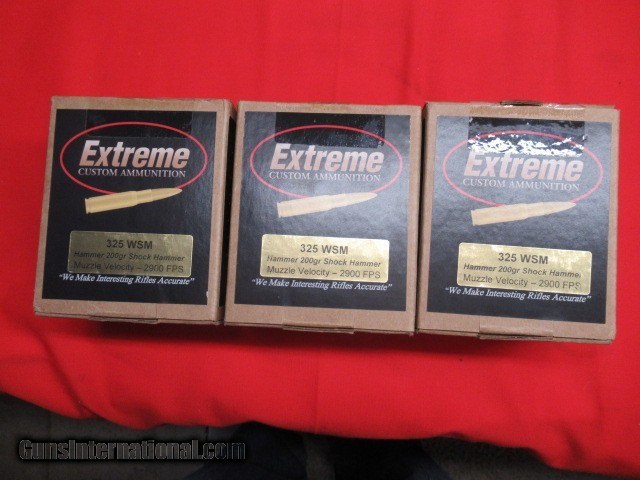 Extreme
CUSTOM AMMUNITION
325 WSM
Hammer 200gr Shock Hammer
Muzzle Velocity – 2900 FPS
"We Make Interesting Rifles Accurate"
Extreme
CUSTOM AMMUNITION
325 WSM
Hammer 200gr Shock Hammer
Muzzle Velocity – 2900 FPS
"We Make Interesting Rifles Accurate"
Extreme
CUSTOM AMMUNITION
325 WSM
Hammer 200gr Shock Hammer
Muzzle Velocity – 2900 FPS
"We Make Interesting Rifles Accurate"
GunsInternational.com